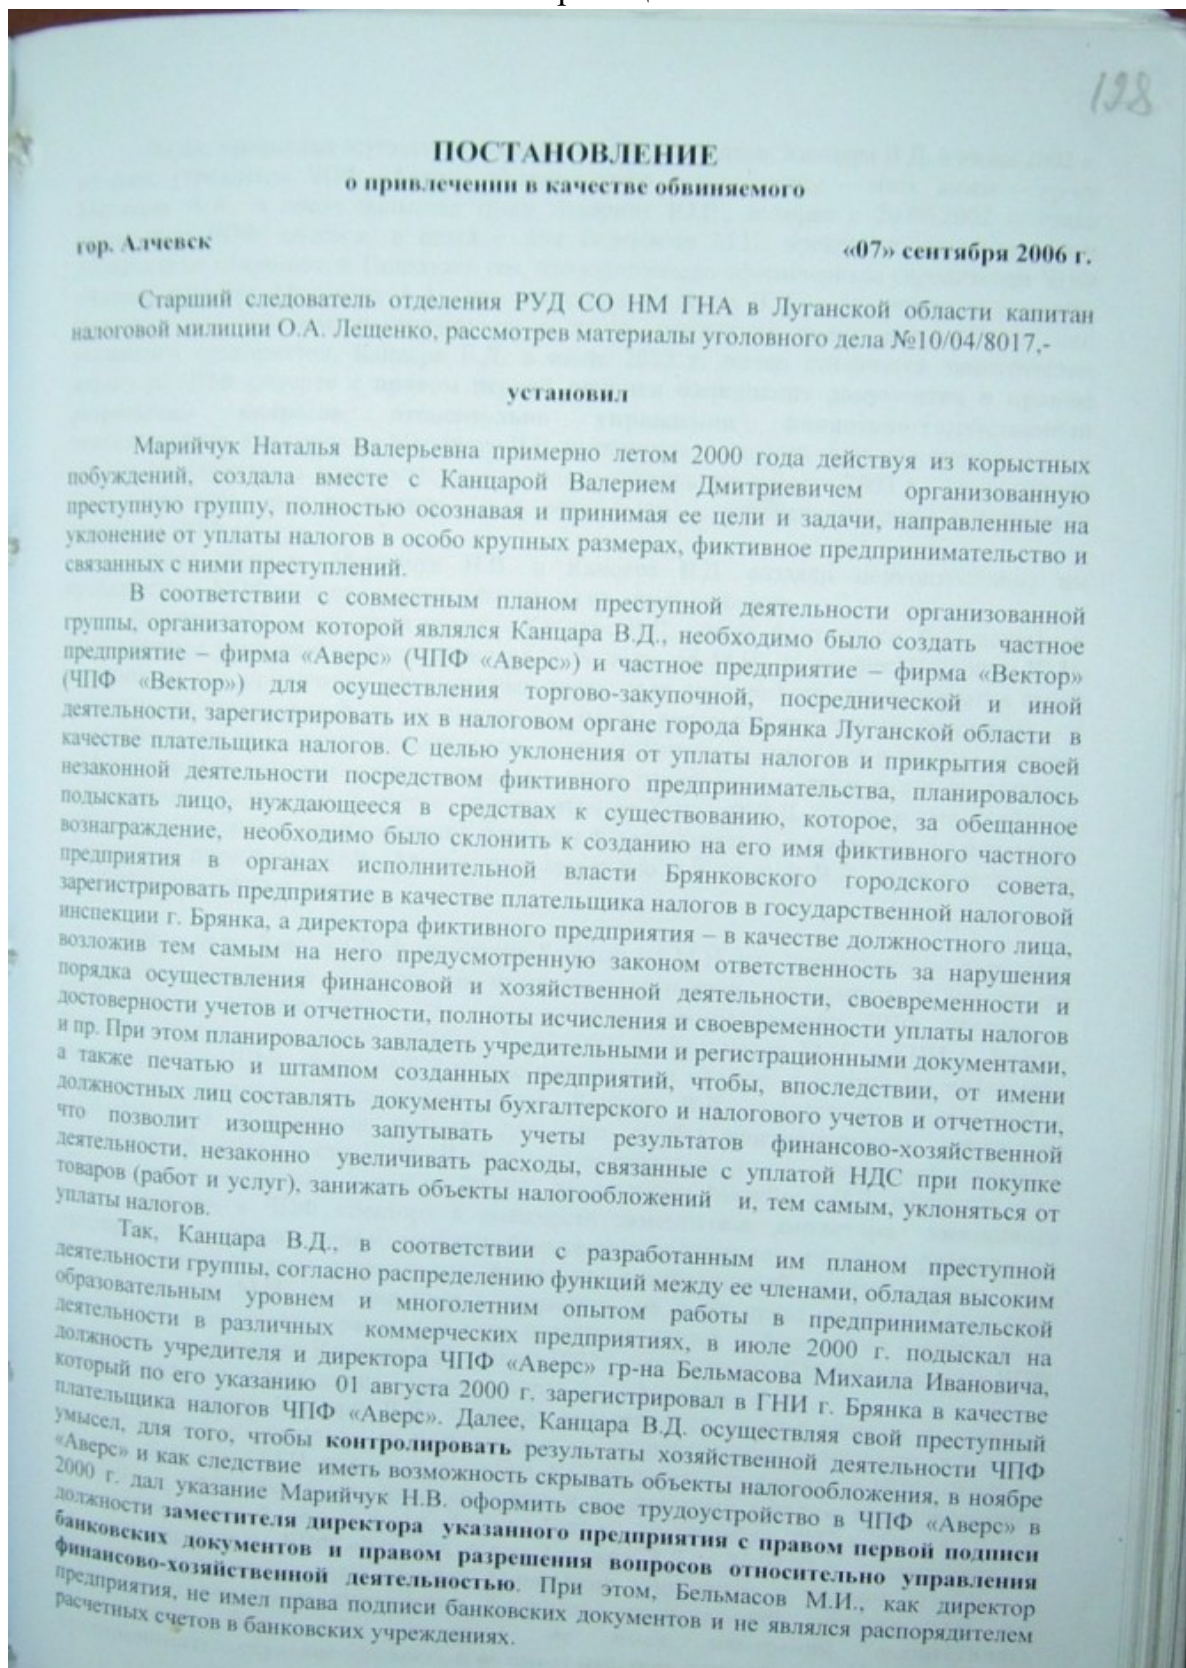 198
ПОСТАНОВЛЕНИЕ
о привлечении в качестве обвиняемого
гор. Алчевск «07» сентября 2006 г.
Старший следователь отделения РУД СО НМ ГНА в Луганской области капитан
налоговой милиции О.А. Лещенко, рассмотрев материалы уголовного дела №10/04/8017,-
установил
Марийчук Наталья Валерьевна примерно летом 2000 года действуя из корыстных
побуждений, создала вместе с Канцарой Валерием Дмитриевичем организованную
преступную группу, полностью осознавая и принимая ее цели и задачи, направленные на
уклонение от уплаты налогов в особо крупных размерах, фиктивное предпринимательство и
связанных с ними преступлений.
В соответствии с совместным планом преступной деятельности организованной
группы, организатором которой являлся Канцара В.Д., необходимо было создать частное
предприятие – фирма «Аверс» (ЧПФ «Аверс») и частное предприятие – фирма «Вектор»
(ЧПФ «Вектор») для осуществления торгово-закупочной, посреднической и иной
деятельности, зарегистрировать их в налоговом органе города Брянка Луганской области в
качестве плательщика налогов. С целью уклонения от уплаты налогов и прикрытия своей
незаконной деятельности посредством фиктивного предпринимательства, планировалось
подыскать лицо, нуждающееся в средствах к существованию, которое, за обещанное
вознаграждение, необходимо было склонить к созданию на его имя фиктивного частного
предприятия в органах исполнительной власти Брянковского городского совета,
зарегистрировать предприятие в качестве плательщика налогов в государственной налоговой
инспекции г. Брянка, а директора фиктивного предприятия – в качестве должностного лица,
возложив тем самым на него предусмотренную законом ответственность за нарушения
порядка осуществления финансовой и хозяйственной деятельности, своевременности и
достоверности учетов и отчетности, полноты исчисления и своевременности уплаты налогов
и пр. При этом планировалось завладеть учредительными и регистрационными документами,
а также печатью и штампом созданных предприятий, чтобы, впоследствии, от имени
должностных лиц составлять документы бухгалтерского и налогового учетов и отчетности,
что позволит изощренно запутывать учеты результатов финансово-хозяйственной
деятельности, незаконно увеличивать расходы, связанные с уплатой НДС при покупке
товаров (работ и услуг), занижать объекты налогообложений и, тем самым, уклоняться от
уплаты налогов.
Так, Канцара В.Д., в соответствии с разработанным им планом преступной
деятельности группы, согласно распределению функций между ее членами, обладая высоким
образовательным уровнем и многолетним опытом работы в предпринимательской
деятельности в различных коммерческих предприятиях, в июле 2000 г. подыскал на
должность учредителя и директора ЧПФ «Аверс» гр-на Бельмасова Михаила Ивановича,
который по его указанию 01 августа 2000 г. зарегистрировал в ГНИ г. Брянка в качестве
плательщика налогов ЧПФ «Аверс». Далее, Канцара В.Д. осуществляя свой преступный
умысел, для того, чтобы контролировать результаты хозяйственной деятельности ЧПФ
«Аверс» и как следствие иметь возможность скрывать объекты налогообложения, в ноябре
2000 г. дал указание Марийчук Н.В. оформить свое трудоустройство в ЧПФ «Аверс» в
должности заместителя директора указанного предприятия с правом первой подписи
банковских документов и правом разрешения вопросов относительно управления
финансово-хозяйственной деятельностью. При этом, Бельмасов М.И., как директор
предприятия, не имел права подписи банковских документов и не являлся распорядителем
расчетных счетов в банковских учреждениях.